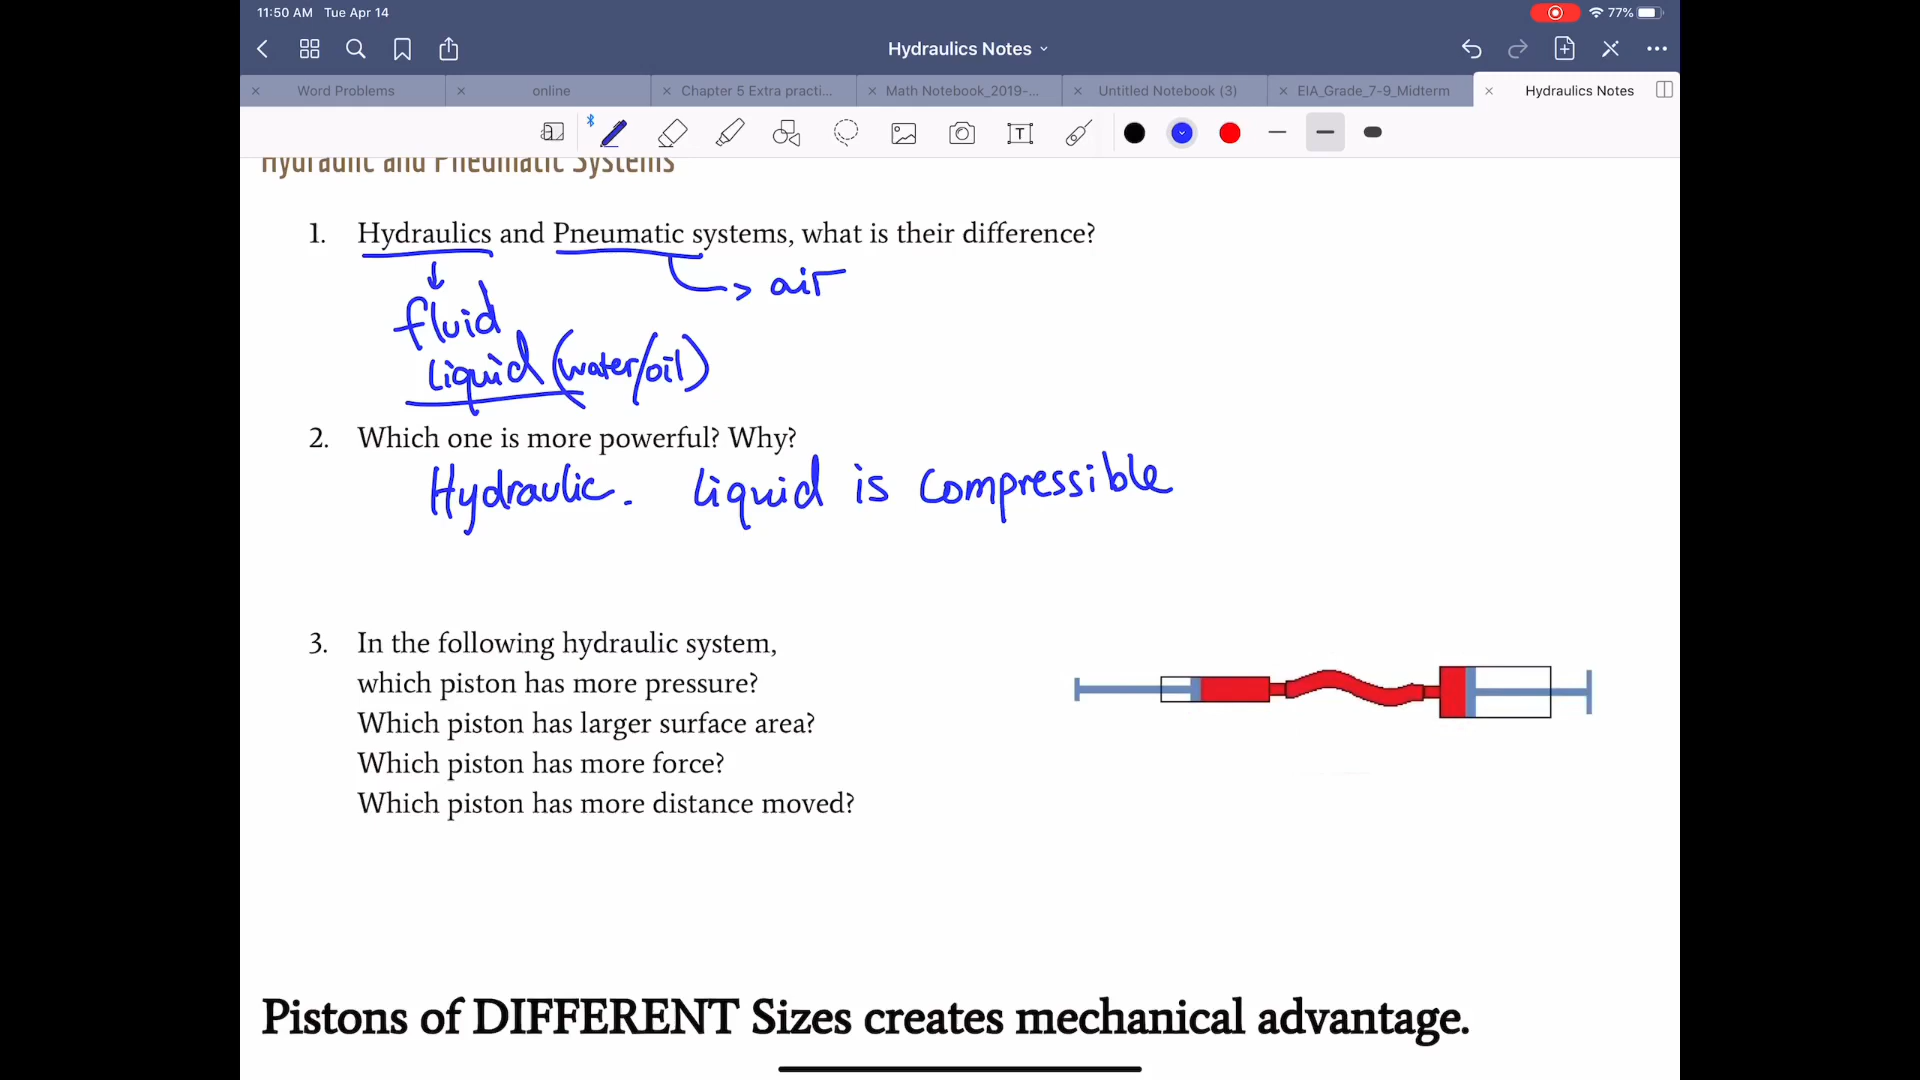 11:50 AM Tue Apr 14
77%
Hydraulics Notes
Word Problems
online
Chapter 5 Extra practi...
Math Notebook_2019-...
Untitled Notebook (3)
EIA_Grade_7-9_Midterm
Hydraulics Notes
Hydraulic and Pneumatic Systems
1. Hydraulics and Pneumatic systems, what is their difference?
> air
fluid
liquid (water/oil)
2. Which one is more powerful? Why?
Hydraulic. Liquid is compressible
3. In the following hydraulic system,
which piston has more pressure?
Which piston has larger surface area?
Which piston has more force?
Which piston has more distance moved?
Pistons of DIFFERENT Sizes creates mechanical advantage.